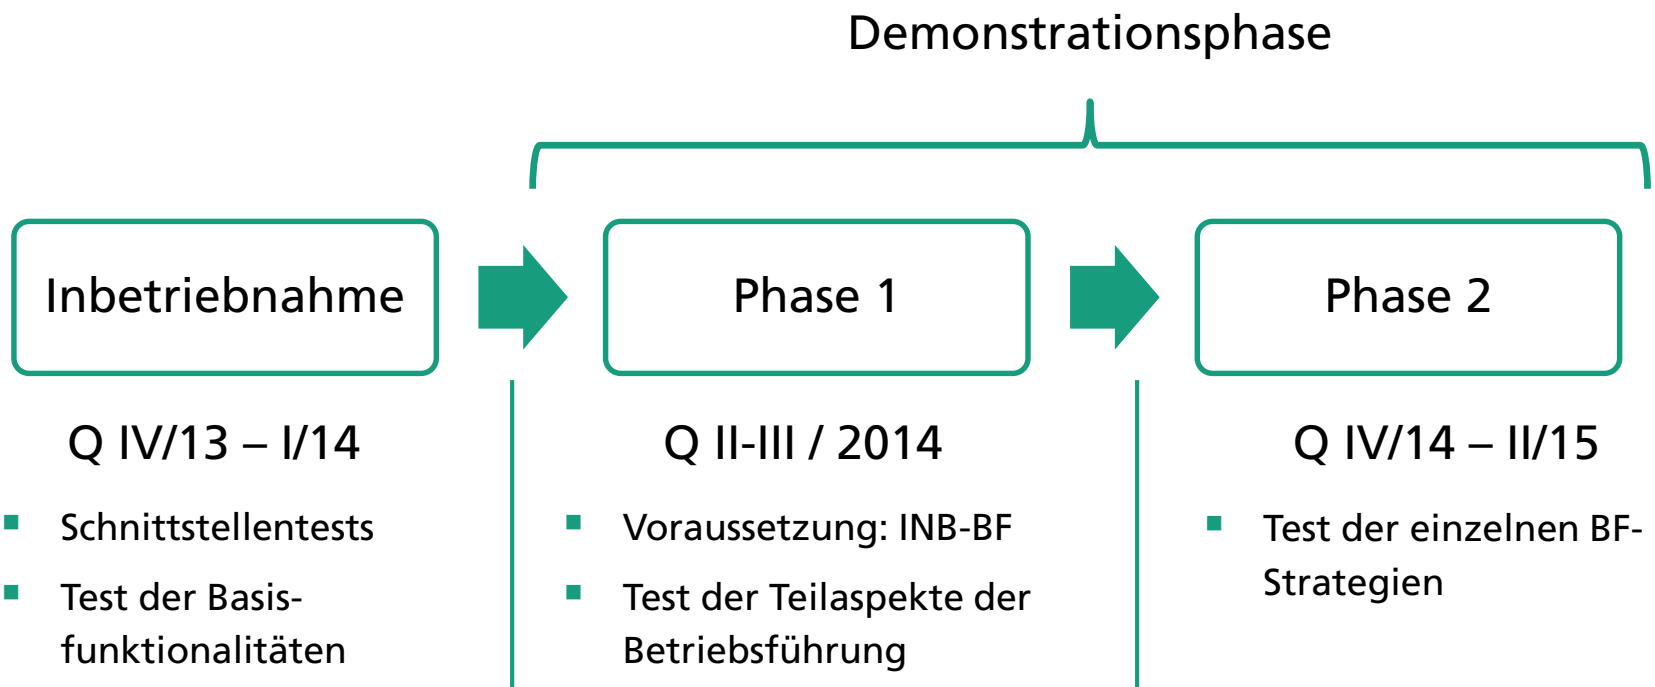 Demonstrationsphase
Inbetriebnahme
Phase 1
Phase 2
Q IV/13 – I/14
Q II-III / 2014
Q IV/14 – II/15
Schnittstellentests
Test der Basis-
funktionalitäten
Voraussetzung: INB-BF
Test der Teilaspekte der
Betriebsführung
Test der einzelnen BF-
Strategien